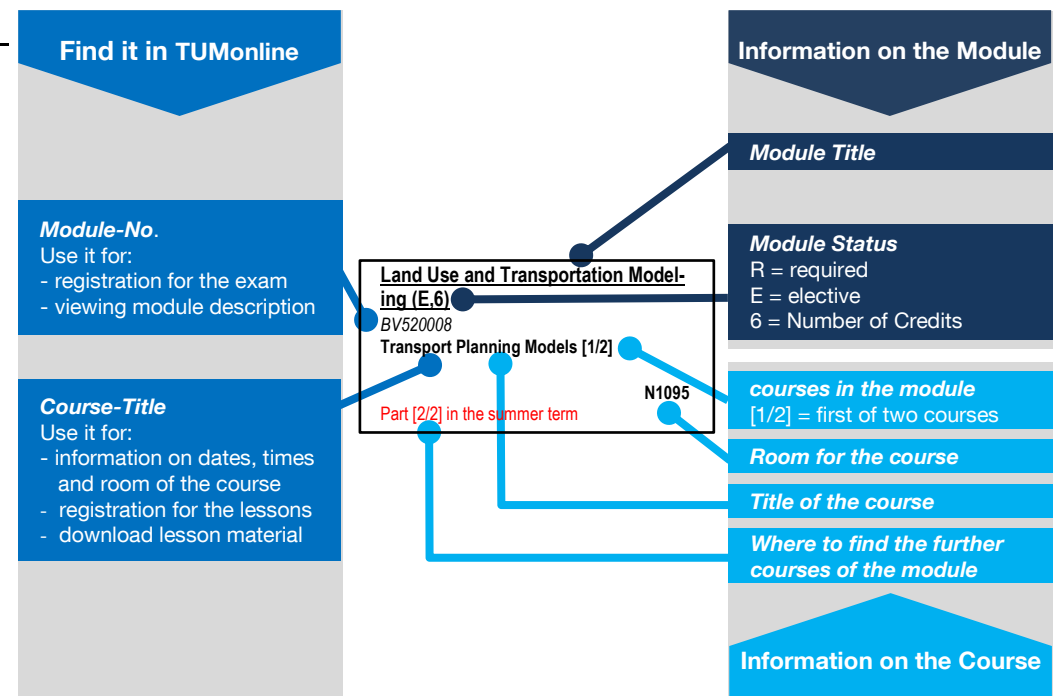 Find it in TUMonline
Module-No.
Use it for:
- registration for the exam
- viewing module description
Course-Title
Use it for:
- information on dates, times
and room of the course
- registration for the lessons
- download lesson material
Land Use and Transportation Model-
ing (E,6)
BV520008
Transport Planning Models [1/2]
N1095
Part [2/2] in the summer term
Information on the Module
Module Title
Module Status
R = required
E = elective
6 = Number of Credits
courses in the module
[1/2] = first of two courses
Room for the course
Title of the course
Where to find the further
courses of the module
Information on the Course